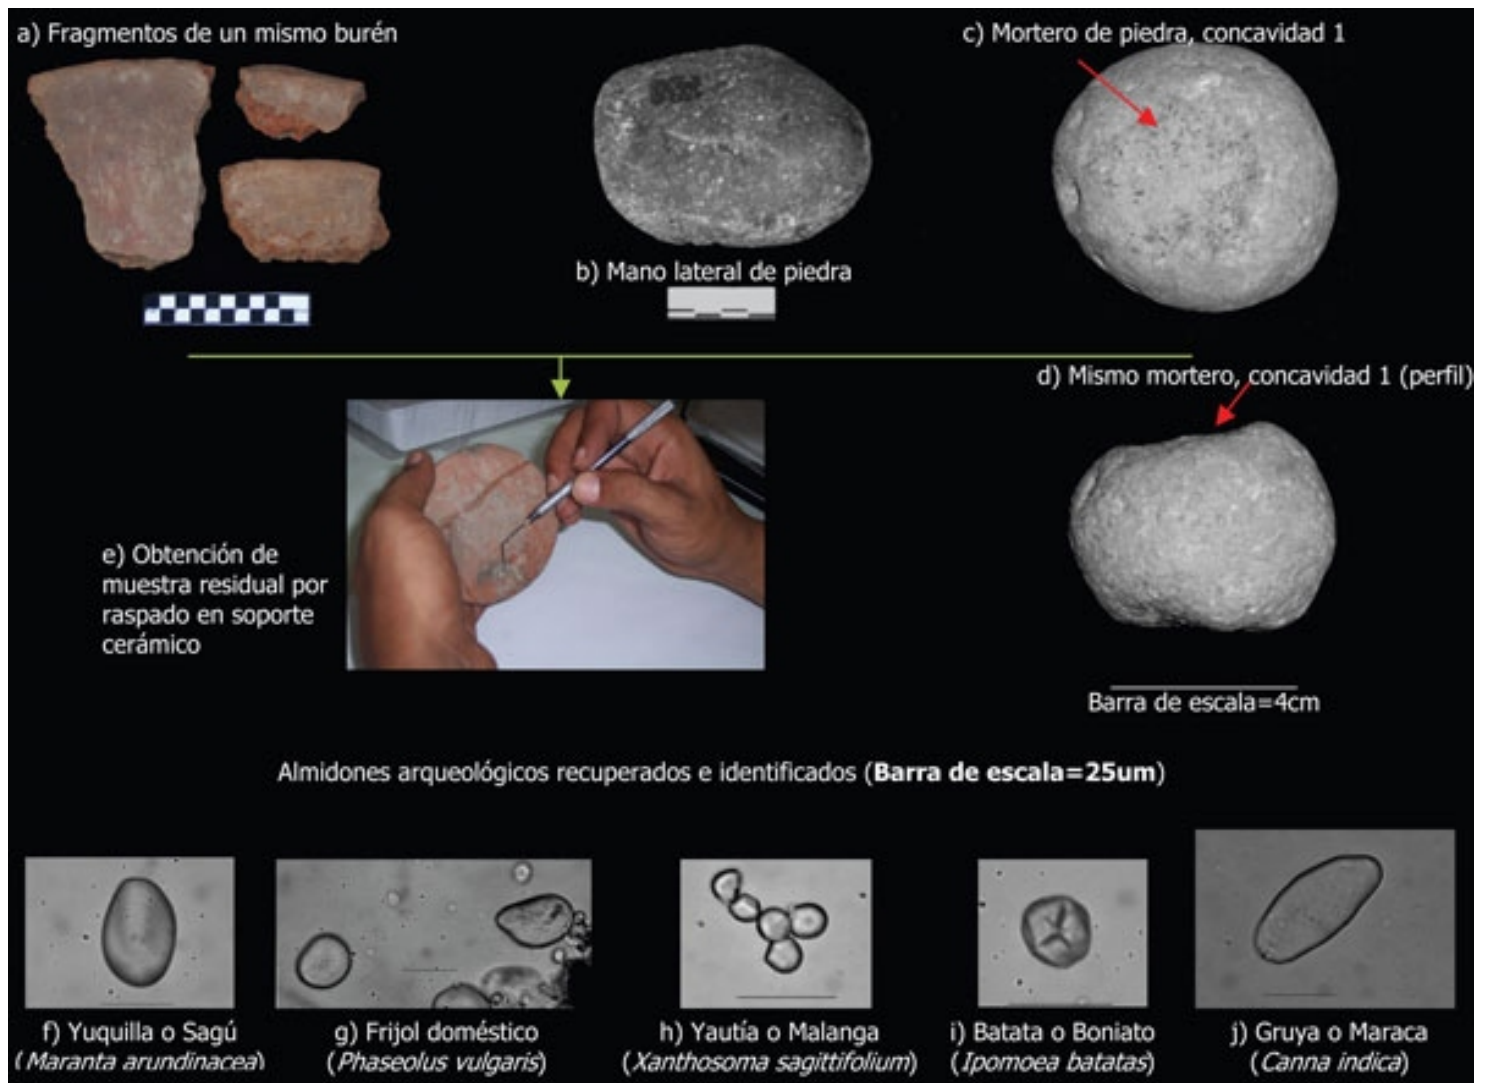 a) Fragmentos de un mismo burén
c) Mortero de piedra, concavidad 1
b) Mano lateral de piedra
d) Mismo mortero, concavidad 1 (perfil)
e) Obtención de
muestra residual por
raspado en soporte
cerámico
Barra de escala=4cm
Almidones arqueológicos recuperados e identificados (Barra de escala=25um)
f) Yuquilla o Sagú
(Maranta arundinacea)
g) Frijol doméstico
(Phaseolus vulgaris)
h) Yautía o Malanga
(Xanthosoma sagittifolium)
i) Batata o Boniato
(Ipomoea batatas)
j) Gruya o Maraca
(Canna indica)